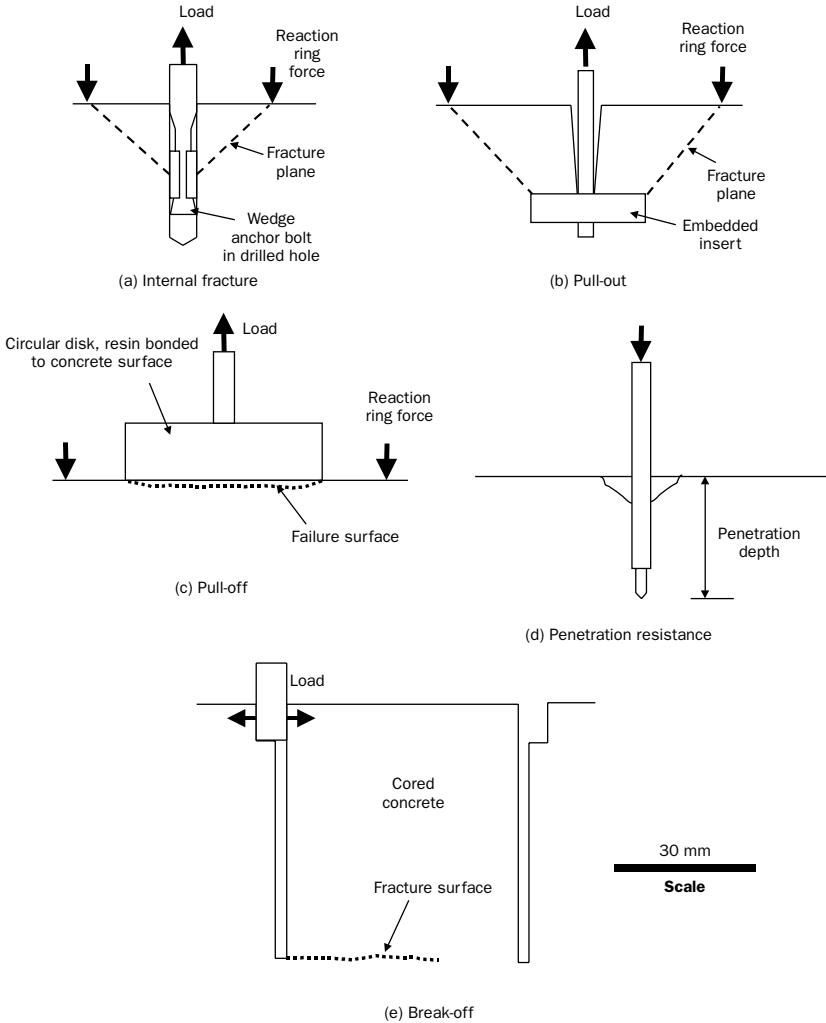 Load
Reaction
ring
force
Fracture
plane
Wedge
anchor bolt
in drilled hole
(a) Internal fracture
Load
Reaction
ring force
Fracture
plane
Embedded
insert
(b) Pull-out
Circular disk, resin bonded
to concrete surface
Load
Reaction
ring force
Failure surface
(c) Pull-off
Penetration
depth
(d) Penetration resistance
Load
Cored
concrete
Fracture surface
30 mm
Scale
(e) Break-off